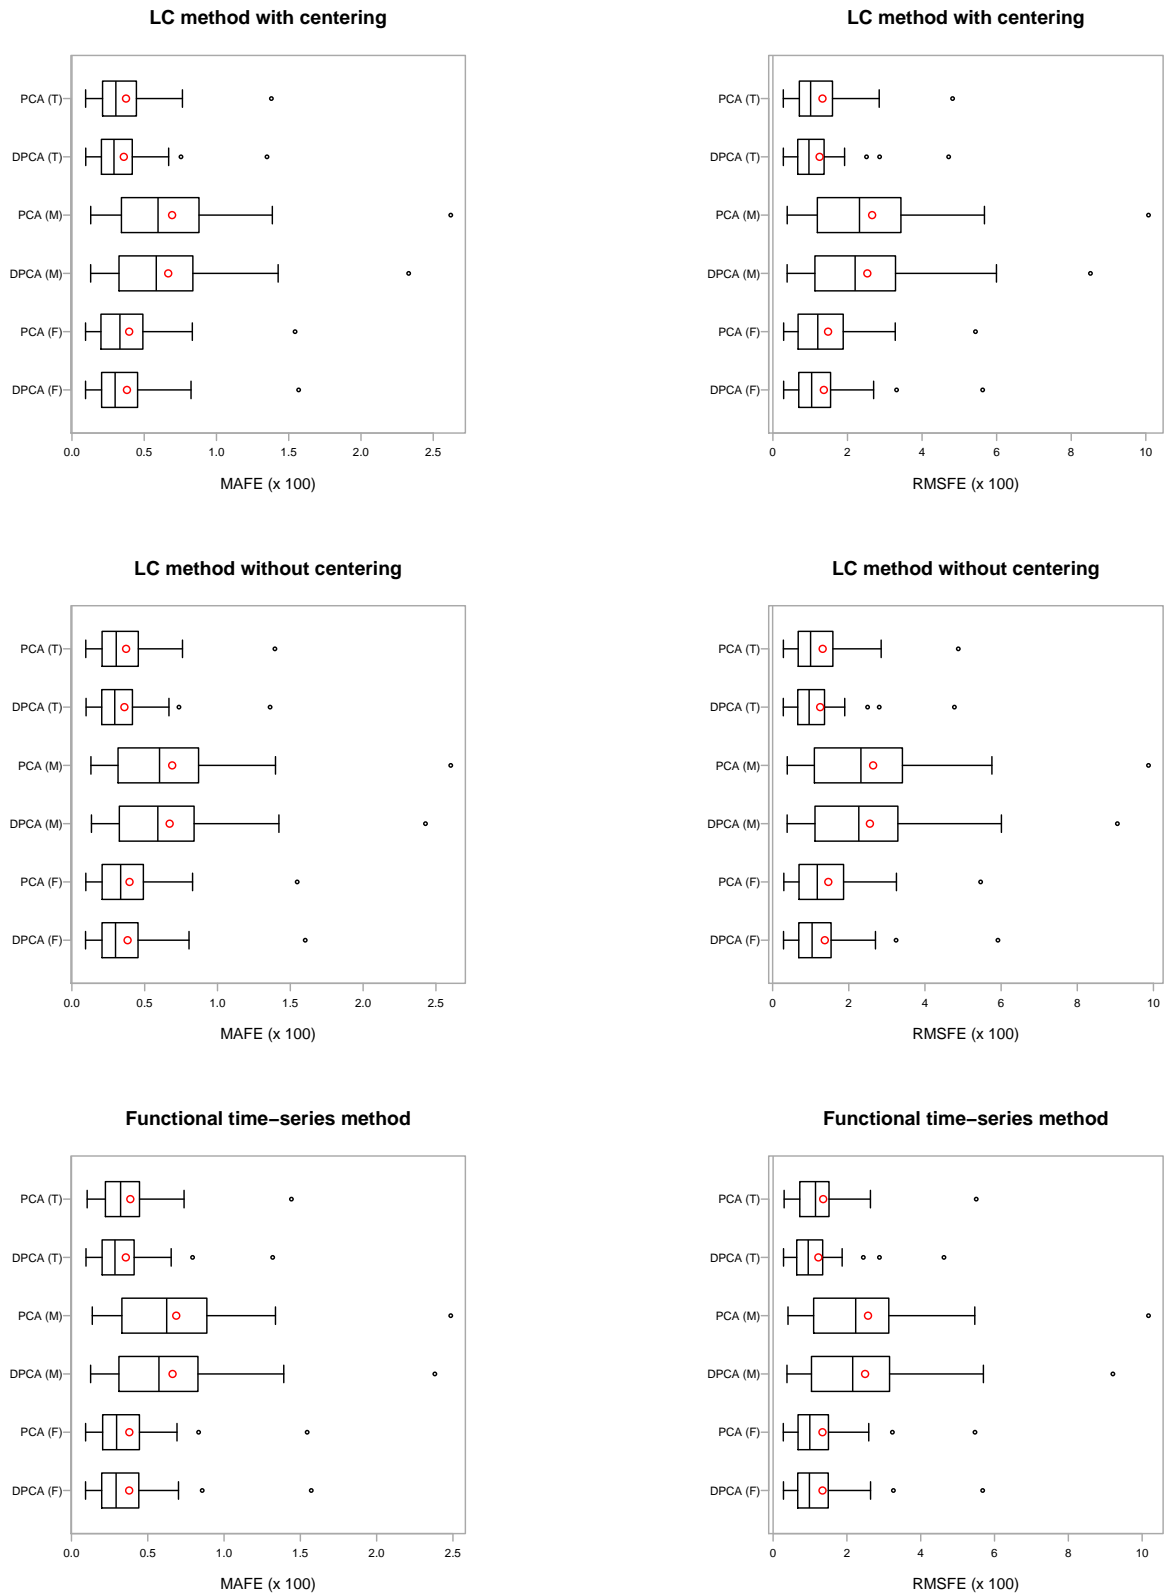 LC method with centering
LC method with centering
PCA (T)
DPCA (T)
PCA (M)
DPCA (M)
PCA (F)
DPCA (F)
0.0 0.5 1.0 1.5 2.0 2.5
MAFE (x 100)
PCA (T)
DPCA (T)
PCA (M)
DPCA (M)
PCA (F)
DPCA (F)
0 2 4 6 8 10
RMSFE (x 100)
LC method without centering
LC method without centering
PCA (T)
DPCA (T)
PCA (M)
DPCA (M)
PCA (F)
DPCA (F)
0.0 0.5 1.0 1.5 2.0 2.5
MAFE (x 100)
PCA (T)
DPCA (T)
PCA (M)
DPCA (M)
PCA (F)
DPCA (F)
0 2 4 6 8 10
RMSFE (x 100)
Functional time−series method
Functional time−series method
PCA (T)
DPCA (T)
PCA (M)
DPCA (M)
PCA (F)
DPCA (F)
0.0 0.5 1.0 1.5 2.0 2.5
MAFE (x 100)
PCA (T)
DPCA (T)
PCA (M)
DPCA (M)
PCA (F)
DPCA (F)
0 2 4 6 8 10
RMSFE (x 100)